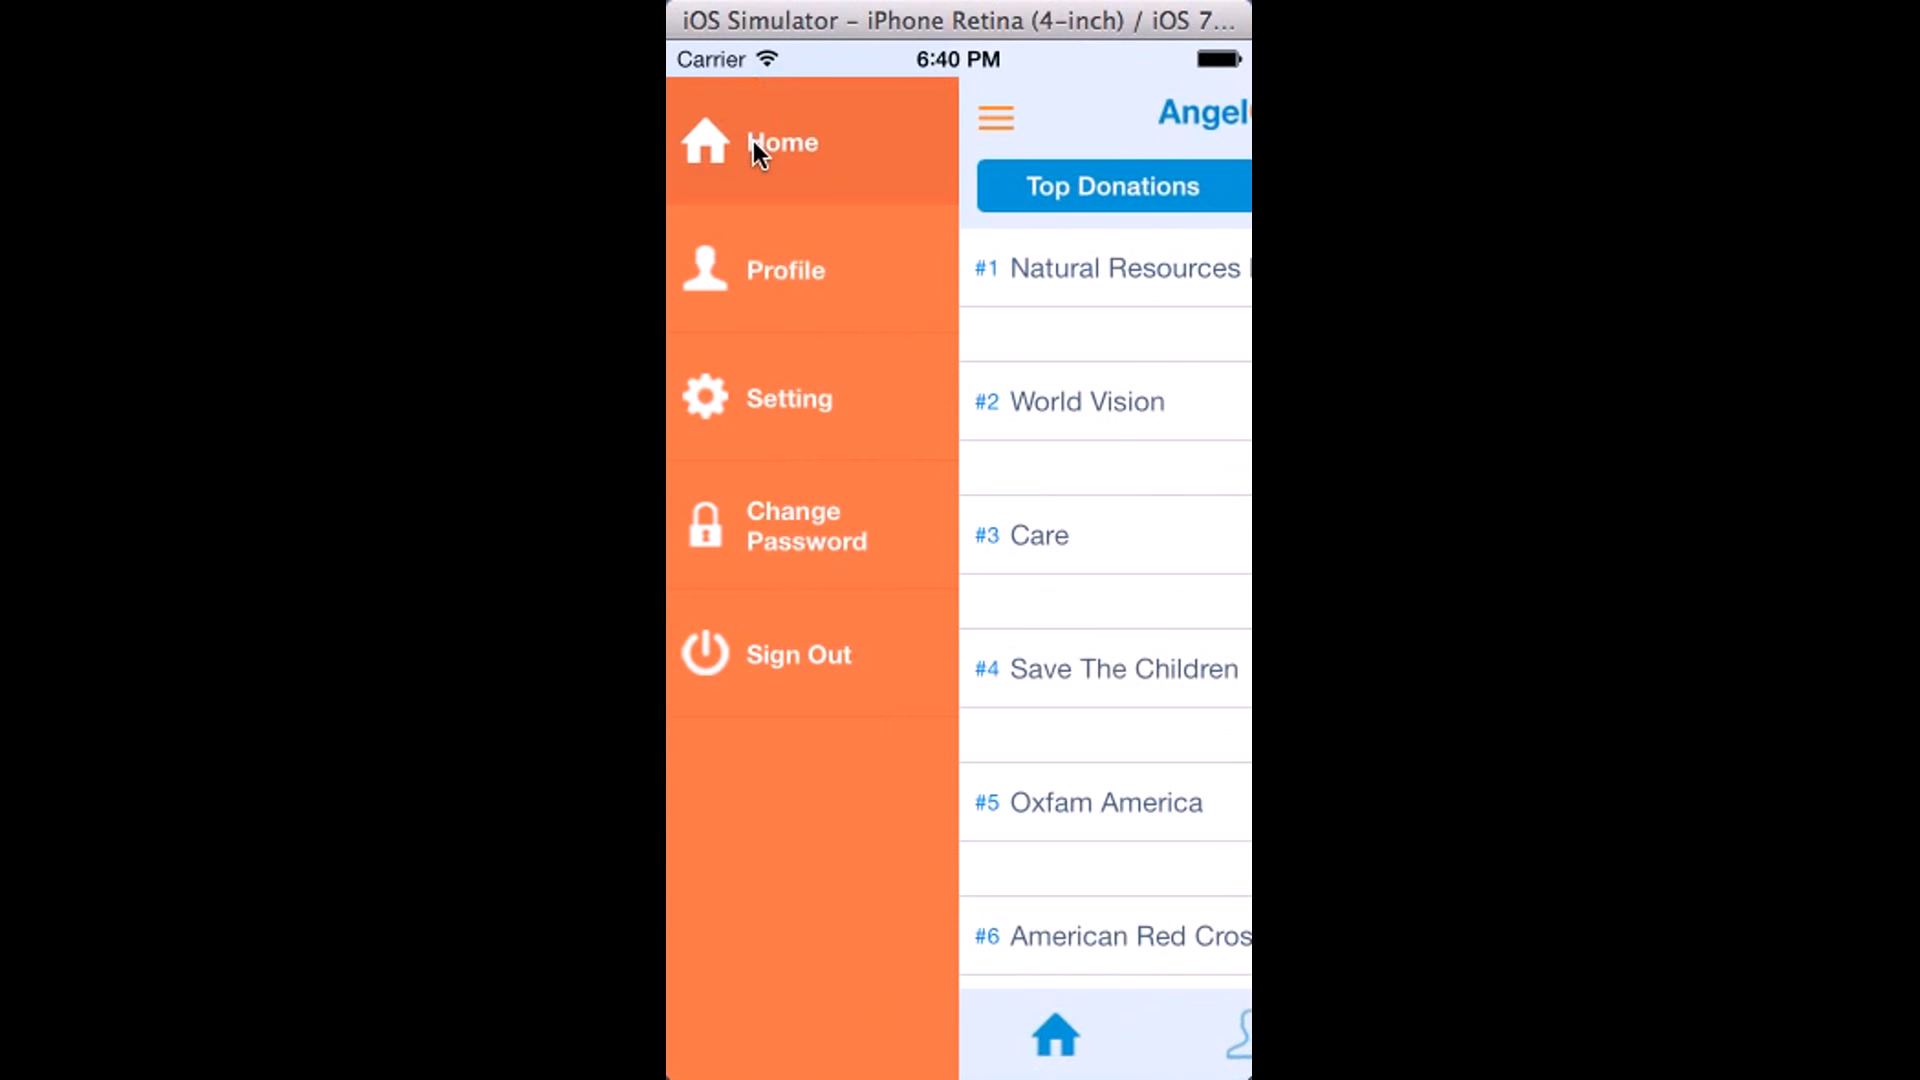 iOS Simulator – iPhone Retina (4-inch) / iOS 7...
Carrier 6:40 PM
Home
Profile
Setting
Change
Password
Sign Out
Angel
Top Donations
#1 Natural Resources
#2 World Vision
#3 Care
#4 Save The Children
#5 Oxfam America
#6 American Red Cros